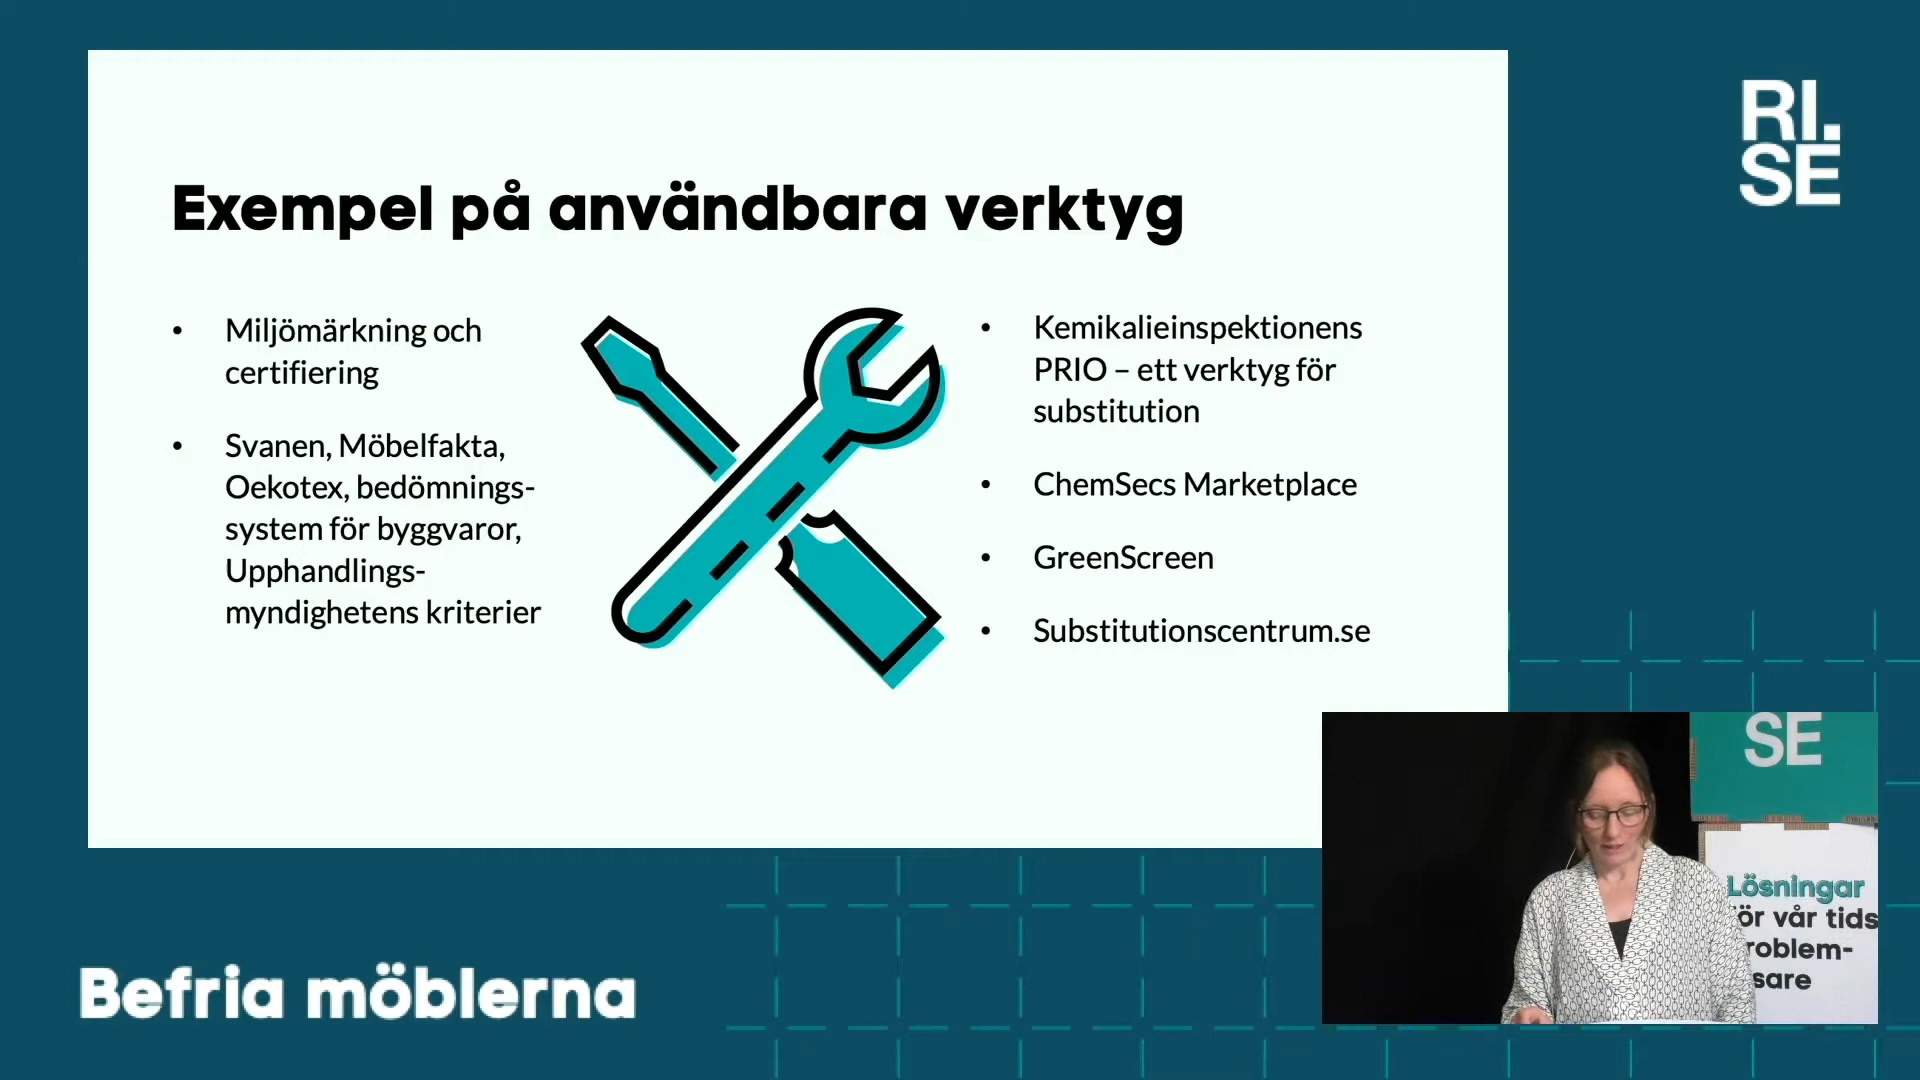 RI.
SE
Exempel på användbara verktyg
• Miljömärkning och
certifiering
• Svanen, Möbelfakta,
Oekotex, bedömnings-
system för byggvaror,
Upphandlings-
myndighetens kriterier
• Kemikalieinspektionens
PRIO – ett verktyg för
substitution
• ChemSecs Marketplace
• GreenScreen
• Substitutionscentrum.se
SE
Lösningar
ör vår tids
roblem-
sare
Befria möblerna